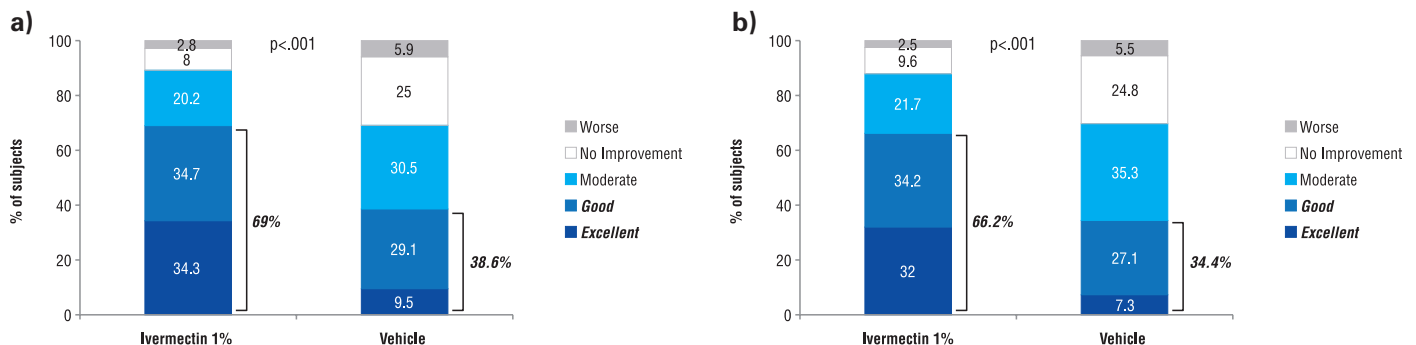 a)
% of subjects
100
80
60
40
20
0
2.8
8
20.2
34.7
34.3
69%
p<.001
5.9
25
30.5
29.1
9.5
38.6%
Ivermectin 1%
Vehicle
Worse
No Improvement
Moderate
Good
Excellent
b)
% of subjects
100
80
60
40
20
0
2.5
9.6
21.7
34.2
32
66.2%
p<.001
5.5
24.8
35.3
27.1
7.3
34.4%
Ivermectin 1%
Vehicle
Worse
No Improvement
Moderate
Good
Excellent